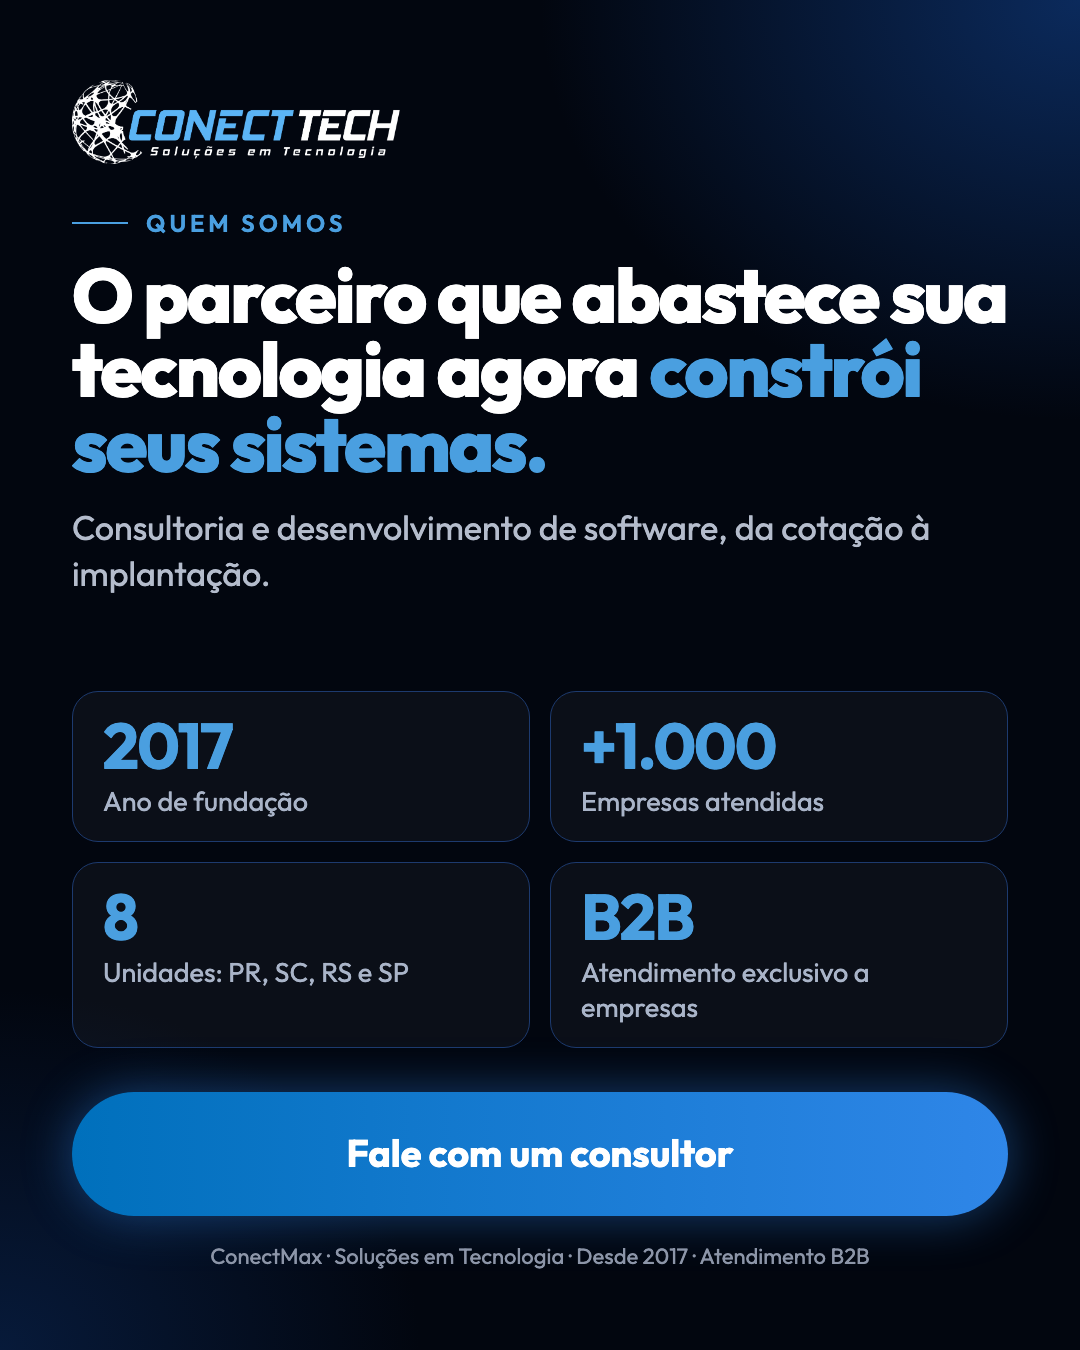 CONECTTECH
Soluções em Tecnologia
QUEM SOMOS
O parceiro que abastece sua
tecnologia agora constrói
seus sistemas.
Consultoria e desenvolvimento de software, da cotação à
implantação.
2017
Ano de fundação
+1.000
Empresas atendidas
8
Unidades: PR, SC, RS e SP
B2B
Atendimento exclusivo a
empresas
Fale com um consultor
ConectMax · Soluções em Tecnologia · Desde 2017 · Atendimento B2B